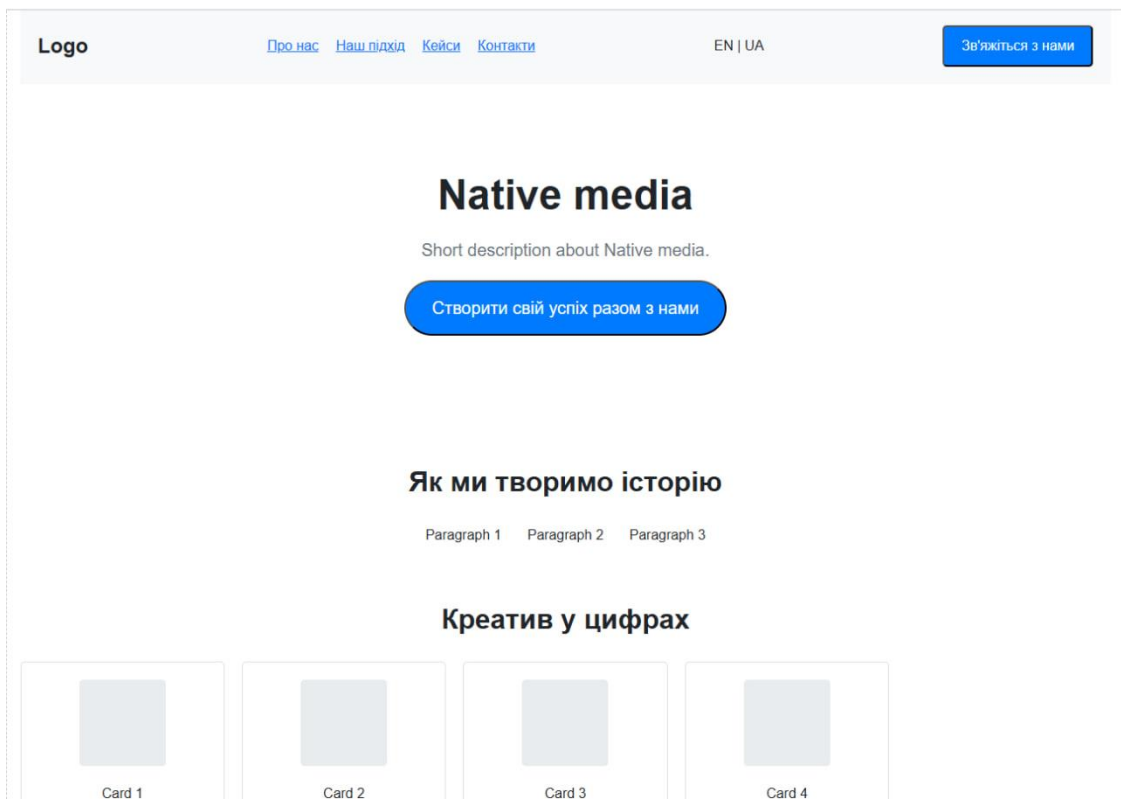 Logo
Про нас Наш підхід Кейси Контакти
EN | UA
Зв'яжіться з нами
Native media
Short description about Native media.
Створити свій успіх разом з нами
Як ми творимо історію
Paragraph 1 Paragraph 2 Paragraph 3
Креатив у цифрах
Card 1 Card 2 Card 3 Card 4